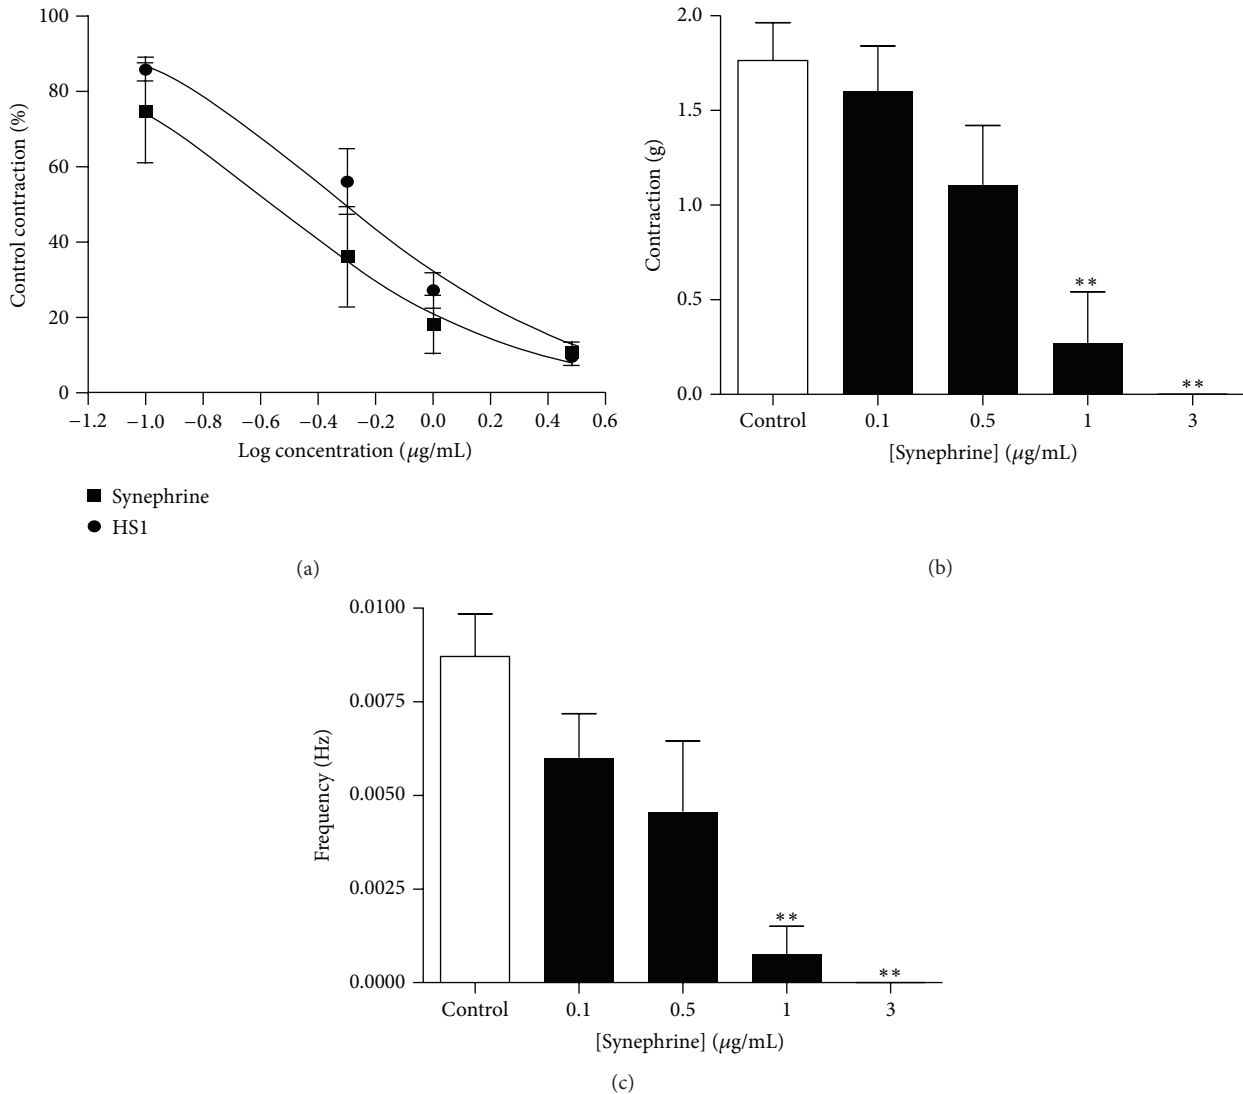 100
80
60
40
20
0
Control contraction (%)
−1.2 −1.0 −0.8 −0.6 −0.4 −0.2 0.0 0.2 0.4 0.6
Log concentration (μg/mL)
Synephrine
HS1
(a)
2.0
1.5
1.0
0.5
0.0
Contraction (g)
**
**
Control 0.1 0.5 1 3
[Synephrine] (μg/mL)
(b)
0.0100
0.0075
0.0050
0.0025
0.0000
Frequency (Hz)
**
**
Control 0.1 0.5 1 3
[Synephrine] (μg/mL)
(c)